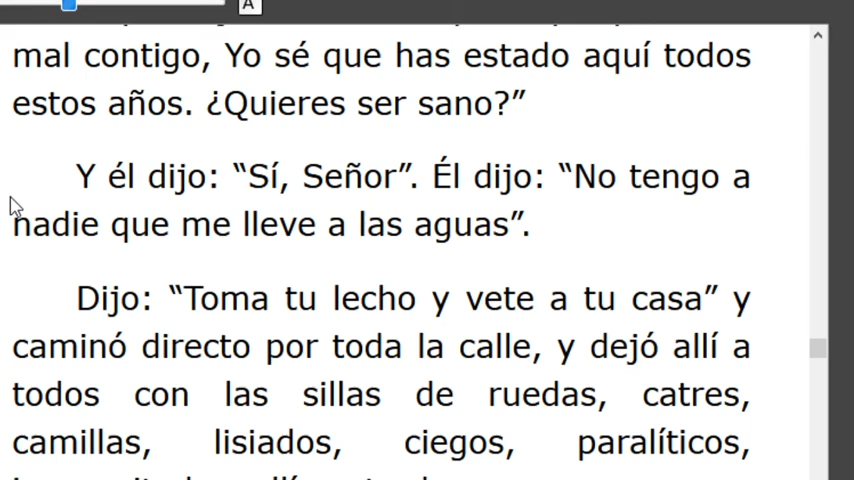 A
mal contigo, Yo sé que has estado aquí todos
estos años. ¿Quieres ser sano?”
Y él dijo: “Sí, Señor”. Él dijo: “No tengo a
nadie que me lleve a las aguas”.
Dijo: “Toma tu lecho y vete a tu casa” y
caminó directo por toda la calle, y dejó allí a
todos con las sillas de ruedas, catres,
camillas, lisiados, ciegos, paralíticos,